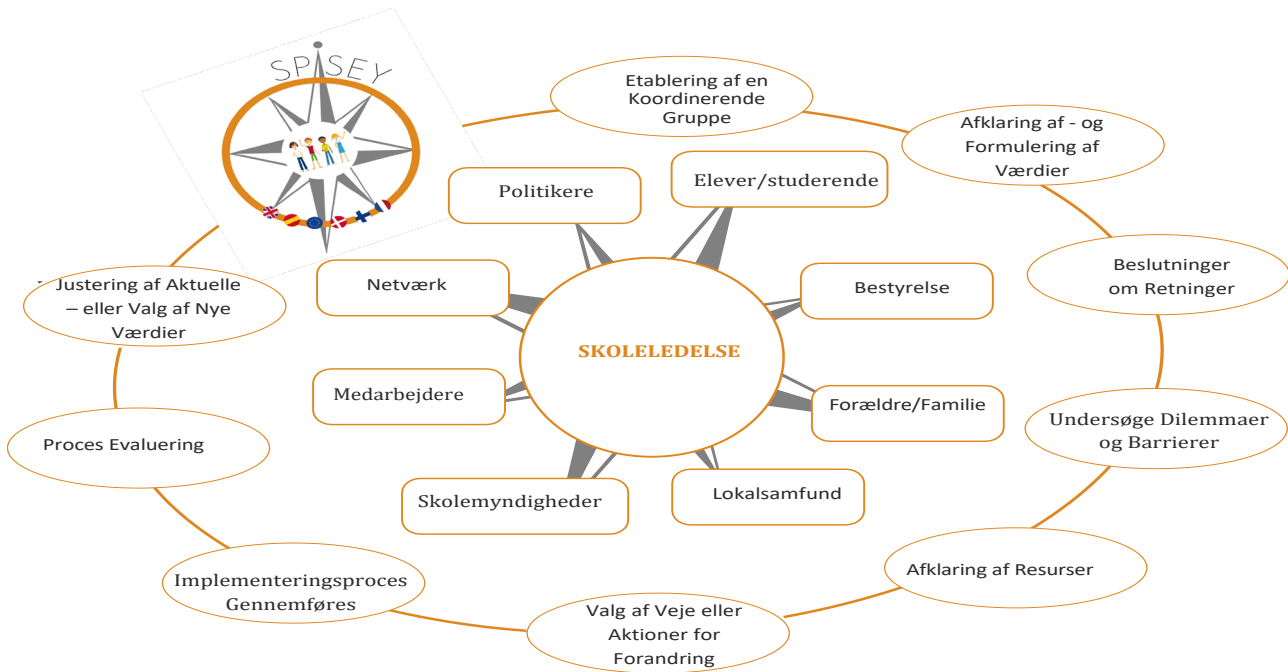 SPISEY
Etablering af en
Koordinerende
Gruppe
Afklaring af - og
Formulering af
Værdier
Beslutninger
om Retninger
Undersøge Dilemmaer
og Barrierer
Afklaring af Resurser
Valg af Veje eller
Aktioner for
Forandring
Implementeringsproces
Gennemføres
Proces Evaluering
Justering af Aktuelle
– eller Valg af Nye
Værdier
Politikere
Elever/studerende
Netværk
Bestyrelse
SKOLELEDELSE
Medarbejdere
Forældre/Familie
Skolemyndigheder
Lokalsamfund